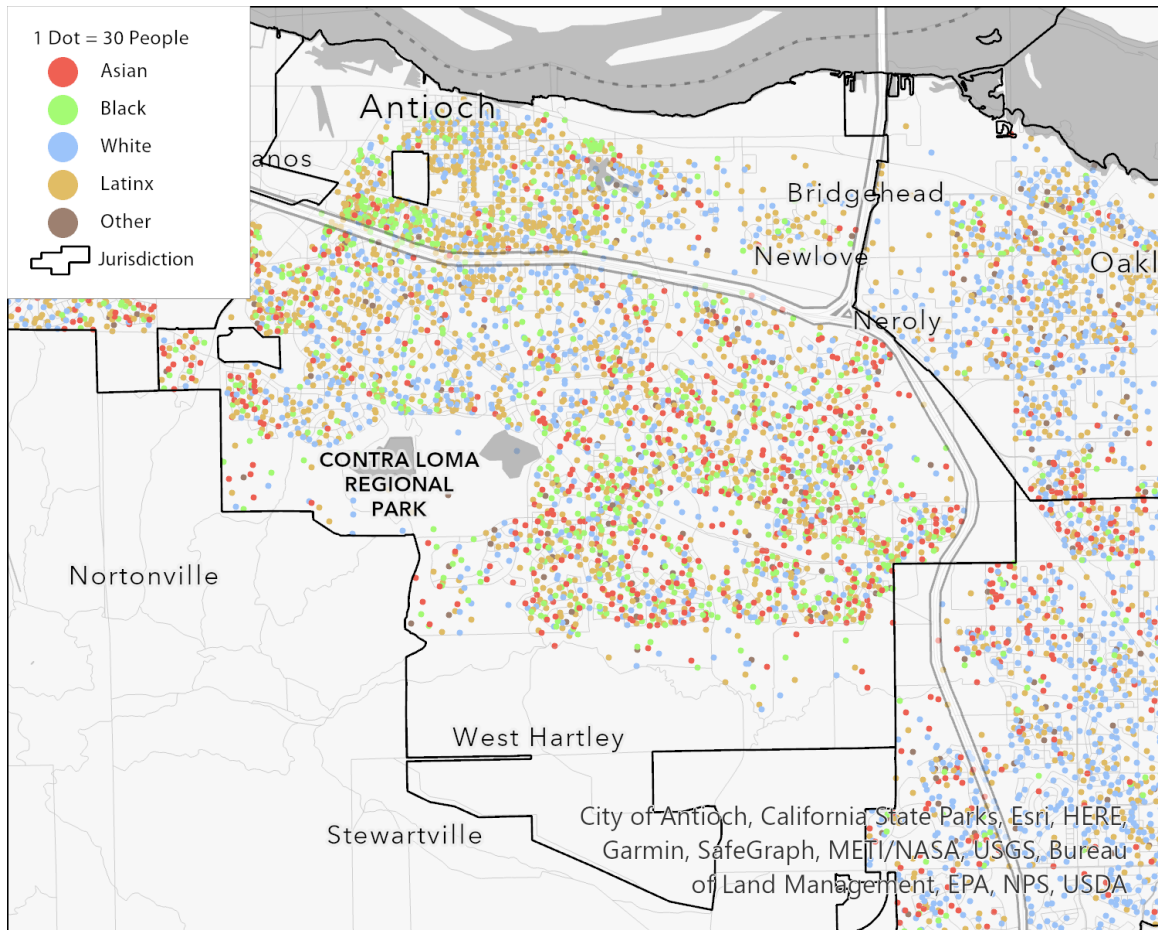 1 Dot = 30 People
Asian
Black
White
Latinx
Other
Jurisdiction
Antioch
anos
Bridgehead
Newlove
Oakl
Neroly
CONTRA LOMA
REGIONAL
PARK
Nortonville
West Hartley
Stewartville
City of Antioch, California State Parks, Esri, HERE,
Garmin, SafeGraph, METI/NASA, USGS, Bureau
of Land Management, EPA, NPS, USDA